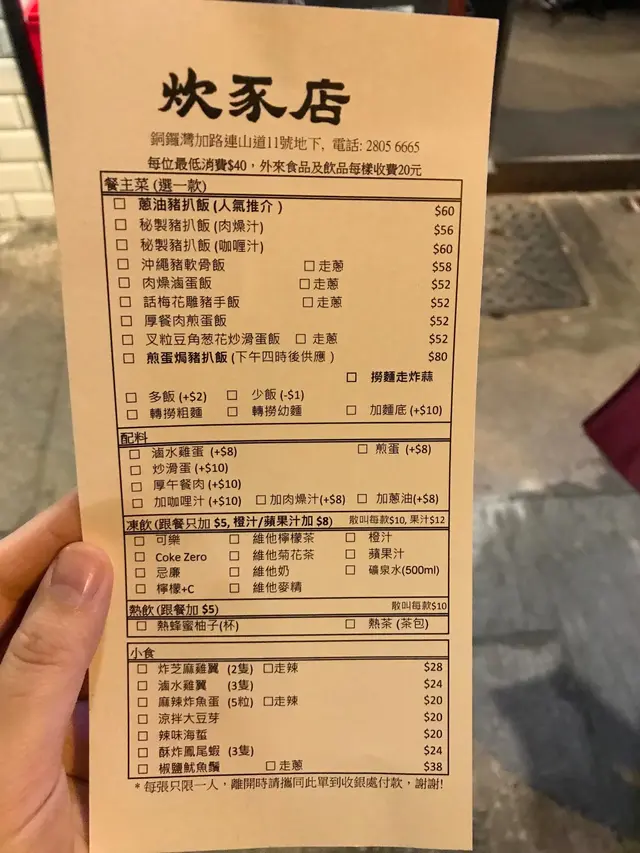 炊豕店
銅鑼灣加路連山道11號地下, 電話: 2805 6665
每位最低消費$40，外來食品及飲品每樣收費20元
餐主菜 (選一款)
蔥油豬扒飯 (人氣推介 ) $60
秘製豬扒飯 (肉燥汁) $56
秘製豬扒飯 (咖喱汁) $60
沖繩豬軟骨飯 走蔥 $58
肉燥滷蛋飯 走蔥 $52
話梅花雕豬手飯 走蔥 $52
厚餐肉煎蛋飯 $52
叉粒豆角葱花炒滑蛋飯 走蔥 $52
煎蛋焗豬扒飯 (下午四時後供應 ) $80
撈麵走炸蒜
多飯 (+$2) 少飯 (-$1)
轉撈粗麵 轉撈幼麵 加麵底 (+$10)
配料
滷水雞蛋 (+$8) 煎蛋 (+$8)
炒滑蛋 (+$10)
厚午餐肉 (+$10)
加咖喱汁 (+$10) 加肉燥汁(+$8) 加蔥油(+$8)
凍飲 (跟餐只加 $5, 橙汁/蘋果汁加 $8) 散叫每款$10, 果汁$12
可樂 維他檸檬茶 橙汁
Coke Zero 維他菊花茶 蘋果汁
忌廉 維他奶 礦泉水(500ml)
檸檬+C 維他麥精
熱飲 (跟餐加 $5) 散叫每款$10
熱蜂蜜柚子(杯) 熱茶 (茶包)
小食
炸芝麻雞翼 (2隻) 走辣 $28
滷水雞翼 (3隻) $24
麻辣炸魚蛋 (5粒) 走辣 $20
涼拌大豆芽 $20
辣味海蜇 $20
酥炸鳳尾蝦 (3隻) $24
椒鹽魷魚鬚 走蔥 $38
* 每張只限一人，離開時請攜同此單到收銀處付款，謝謝!